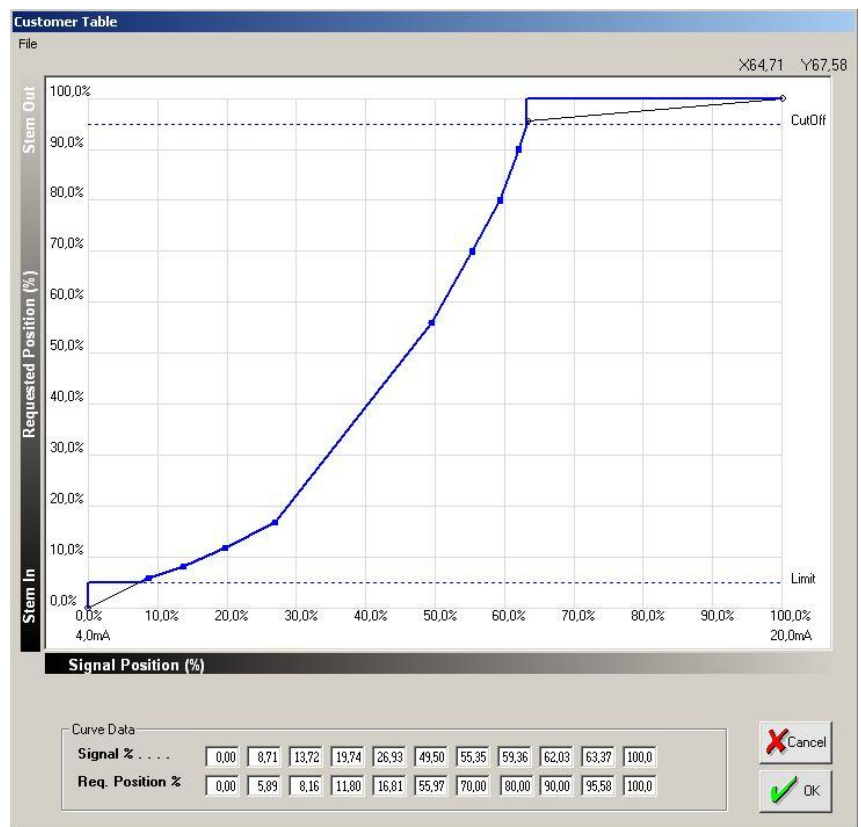 Customer Table
File
X64,71 Y67,58
Stem Out
Requested Position (%)
Stem In
100,0%
90,0%
80,0%
70,0%
60,0%
50,0%
40,0%
30,0%
20,0%
10,0%
0,0%
CutOff
Limit
0,0% 10,0% 20,0% 30,0% 40,0% 50,0% 60,0% 70,0% 80,0% 90,0% 100,0%
4,0mA 20,0mA
Signal Position (%)
Curve Data
Signal % . . . . 0,00 8,71 13,72 19,74 26,93 49,50 55,35 59,36 62,03 63,37 100,0
Req. Position % 0,00 5,89 8,16 11,80 16,81 55,97 70,00 80,00 90,00 95,58 100,0
Cancel
OK